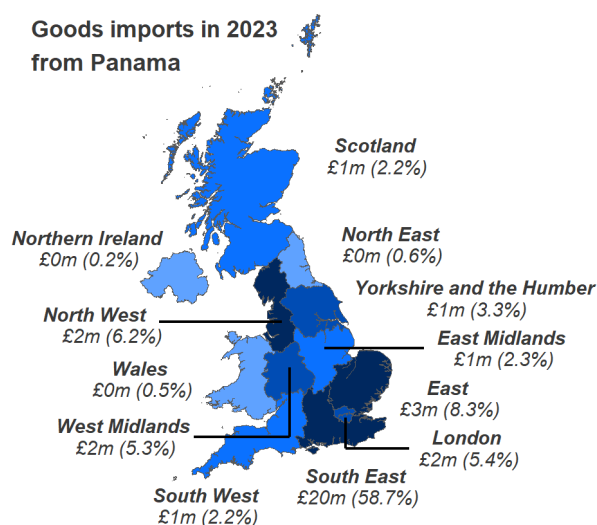 Goods imports in 2023
from Panama
Scotland
£1m (2.2%)
Northern Ireland
£0m (0.2%)
North East
£0m (0.6%)
Yorkshire and the Humber
£1m (3.3%)
North West
£2m (6.2%)
East Midlands
£1m (2.3%)
Wales
£0m (0.5%)
East
£3m (8.3%)
West Midlands
£2m (5.3%)
London
£2m (5.4%)
South East
£20m (58.7%)
South West
£1m (2.2%)